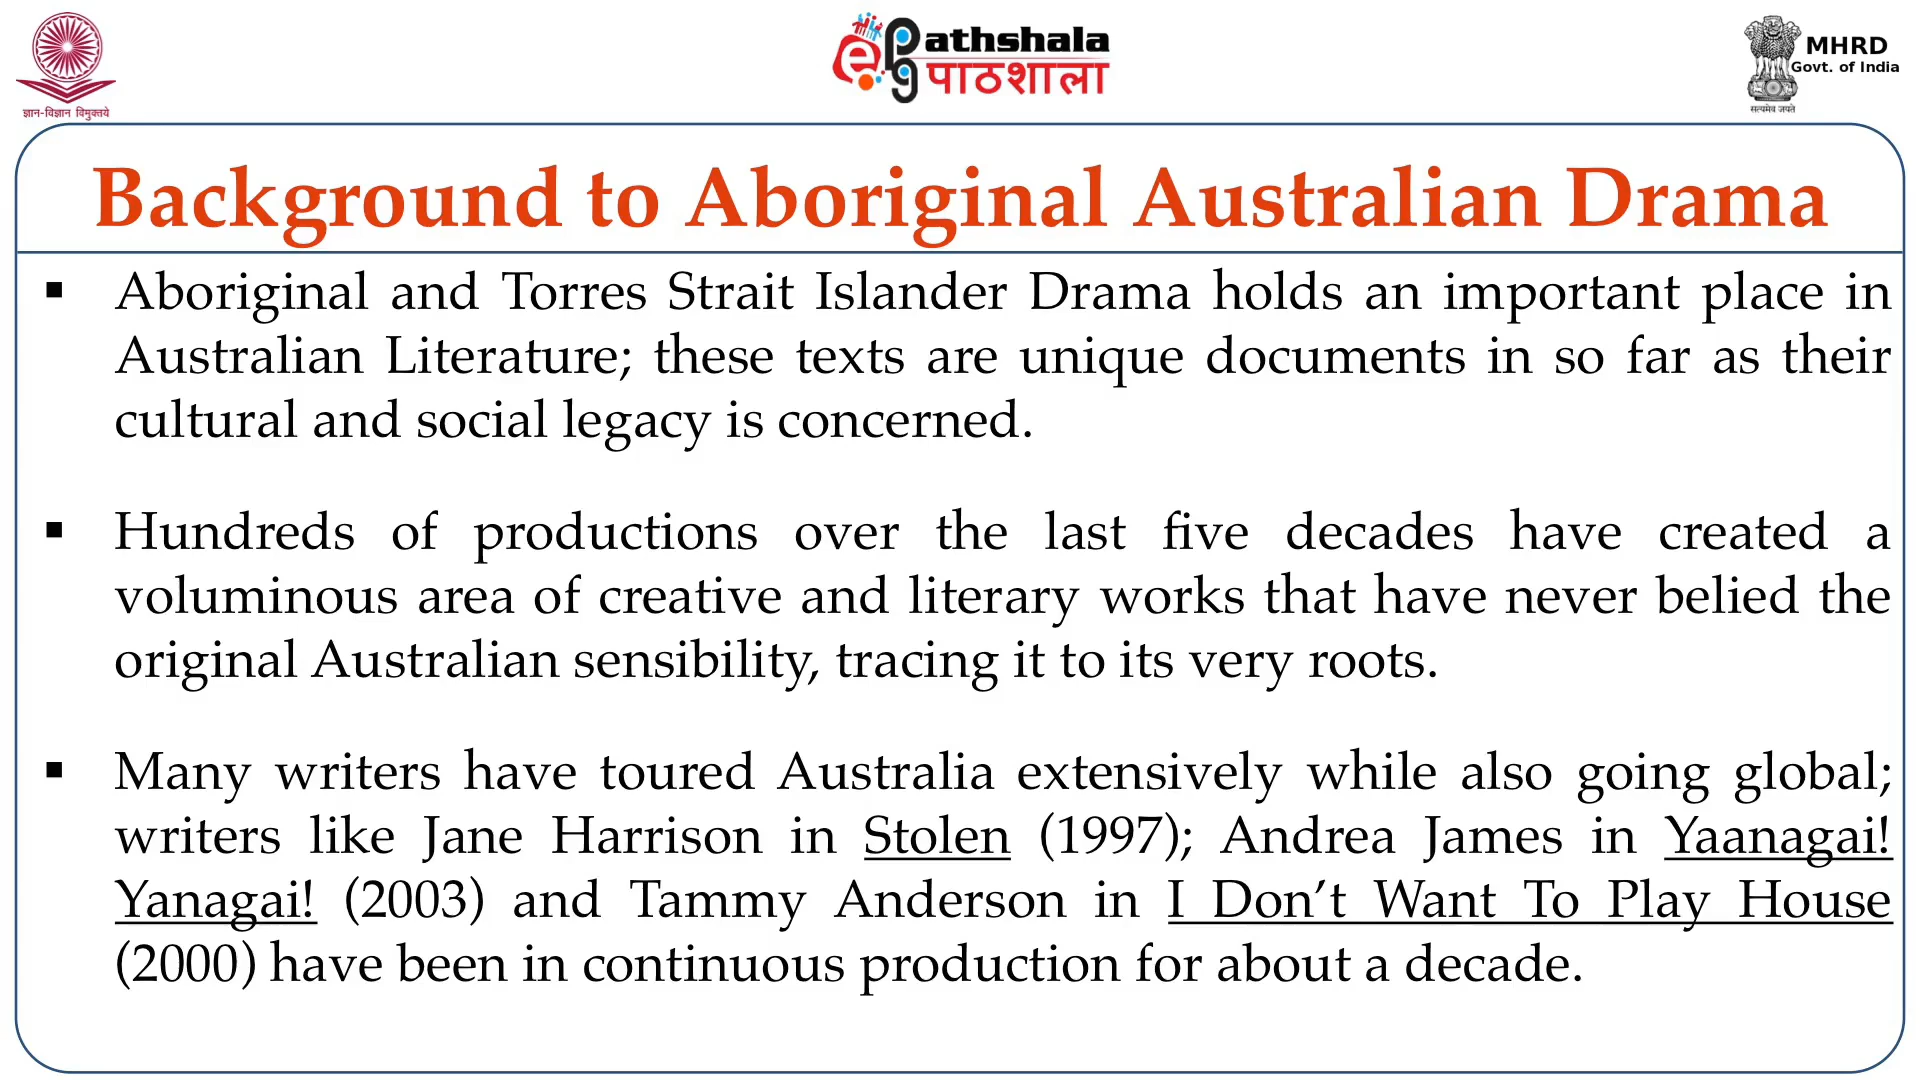 ज्ञान-विज्ञान विमुक्तये
ePathshala
पाठशाला
MHRD
Govt. of India
सत्यमेव जयते
Background to Aboriginal Australian Drama
▪ Aboriginal and Torres Strait Islander Drama holds an important place in
Australian Literature; these texts are unique documents in so far as their
cultural and social legacy is concerned.
▪ Hundreds of productions over the last five decades have created a
voluminous area of creative and literary works that have never belied the
original Australian sensibility, tracing it to its very roots.
▪ Many writers have toured Australia extensively while also going global;
writers like Jane Harrison in Stolen (1997); Andrea James in Yaanagai!
Yanagai! (2003) and Tammy Anderson in I Don’t Want To Play House
(2000) have been in continuous production for about a decade.